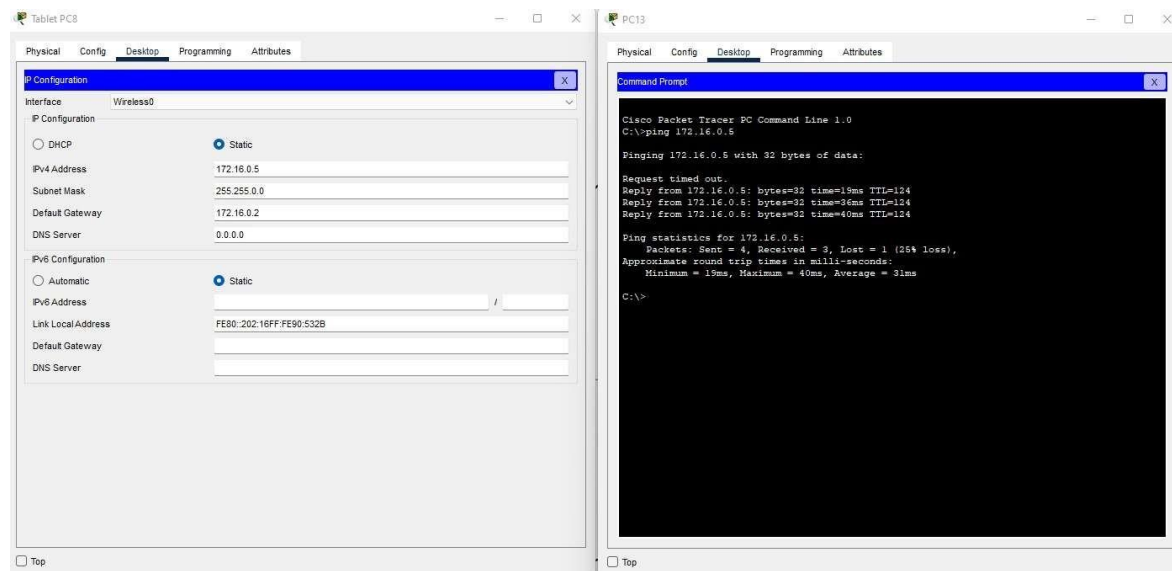 Tablet PC8
Physical Config Desktop Programming Attributes
IP Configuration X
Interface Wireless0
IP Configuration
DHCP Static
IPv4 Address 172.16.0.5
Subnet Mask 255.255.0.0
Default Gateway 172.16.0.2
DNS Server 0.0.0.0
IPv6 Configuration
Automatic Static
IPv6 Address /
Link Local Address FE80::202:16FF:FE90:532B
Default Gateway
DNS Server
Top
PC13
Physical Config Desktop Programming Attributes
Command Prompt X
Cisco Packet Tracer PC Command Line 1.0
C:\>ping 172.16.0.5
Pinging 172.16.0.5 with 32 bytes of data:
Request timed out.
Reply from 172.16.0.5: bytes=32 time=19ms TTL=124
Reply from 172.16.0.5: bytes=32 time=36ms TTL=124
Reply from 172.16.0.5: bytes=32 time=40ms TTL=124
Ping statistics for 172.16.0.5:
Packets: Sent = 4, Received = 3, Lost = 1 (25% loss),
Approximate round trip times in milli-seconds:
Minimum = 19ms, Maximum = 40ms, Average = 31ms
C:\>
Top